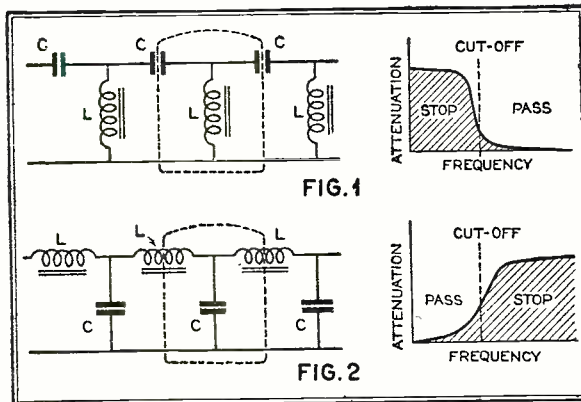 C C C
L L L
FIG.1
ATTENUATION
CUT-OFF
STOP PASS
FREQUENCY
L L L
C C C
FIG.2
ATTENUATION
CUT-OFF
PASS STOP
FREQUENCY